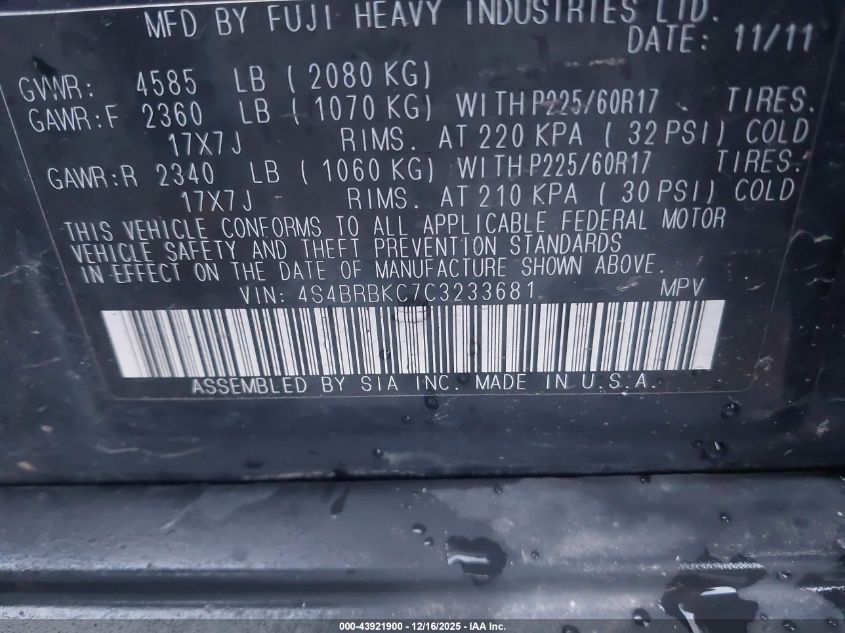 MFD BY FUJI HEAVY INDUSTRIES LTD.
DATE: 11/11
GVWR: 4585 LB ( 2080 KG)
GAWR:F 2360 LB ( 1070 KG) WITH P225/60R17 TIRES.
17X7J RIMS. AT 220 KPA ( 32 PSI) COLD
GAWR:R 2340 LB ( 1060 KG) WITH P225/60R17 TIRES.
17X7J RIMS. AT 210 KPA ( 30 PSI) COLD
THIS VEHICLE CONFORMS TO ALL APPLICABLE FEDERAL MOTOR
VEHICLE SAFETY AND THEFT PREVENTION STANDARDS
IN EFFECT ON THE DATE OF MANUFACTURE SHOWN ABOVE.
VIN: 4S4BRBKC7C3233681 MPV
ASSEMBLED BY SIA INC. MADE IN U.S.A.
000-43921900 - 12/16/2025 - IAA Inc.